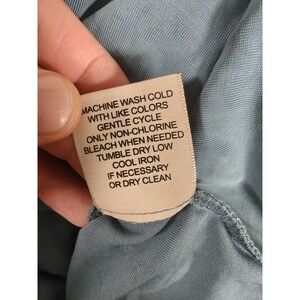 MACHINE WASH COLD
WITH LIKE COLORS
GENTLE CYCLE
ONLY NON-CHLORINE
BLEACH WHEN NEEDED
TUMBLE DRY LOW
COOL IRON
IF NECESSARY
OR DRY CLEAN